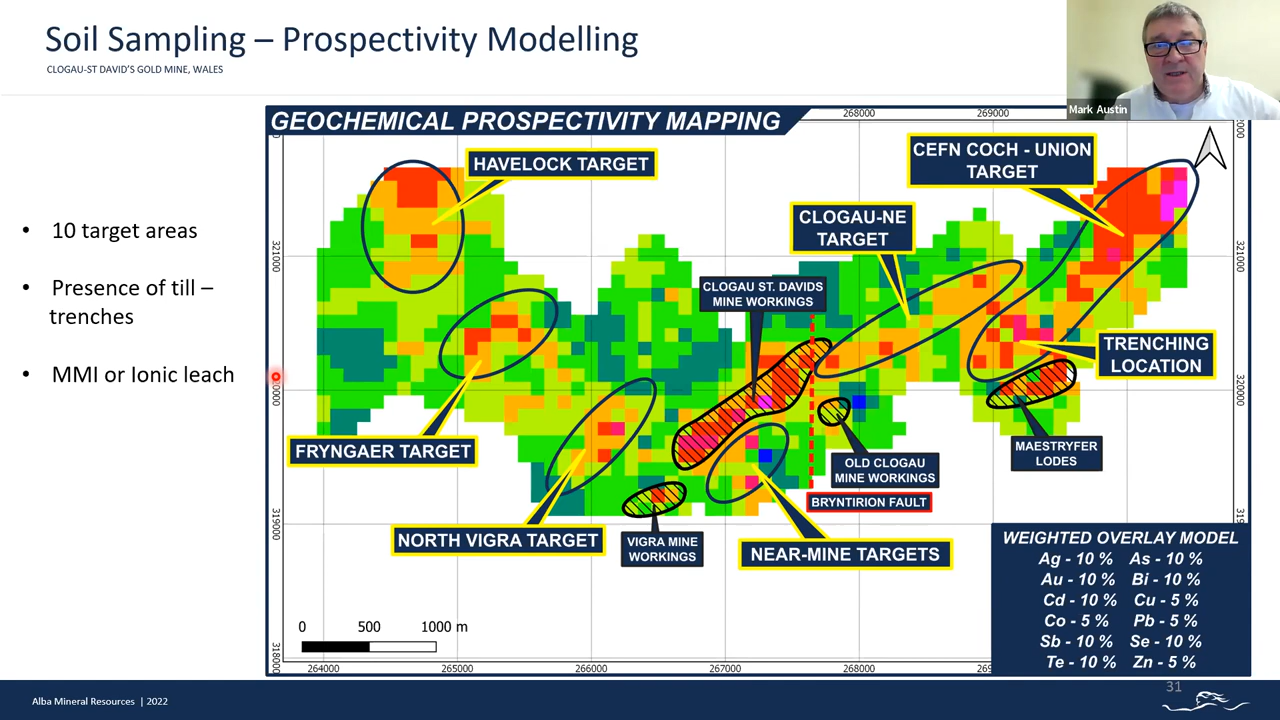 Soil Sampling – Prospectivity Modelling
CLOGAU-ST DAVID'S GOLD MINE, WALES
Mark Austin
• 10 target areas
• Presence of till –
trenches
• MMI or Ionic leach
GEOCHEMICAL PROSPECTIVITY MAPPING
268000
269000
HAVELOCK TARGET
CEFN COCH - UNION
TARGET
CLOGAU-NE
TARGET
321000
321000
CLOGAU ST. DAVIDS
MINE WORKINGS
TRENCHING
LOCATION
320000
FRYNGAER TARGET
MAESTRYFER
LODES
OLD CLOGAU
MINE WORKINGS
BRYNTIRION FAULT
NORTH VIGRA TARGET
VIGRA MINE
WORKINGS
NEAR-MINE TARGETS
319000
WEIGHTED OVERLAY MODEL
Ag - 10 % As - 10 %
Au - 10 % Bi - 10 %
Cd - 10 % Cu - 5 %
Co - 5 % Pb - 5 %
Sb - 10 % Se - 10 %
Te - 10 % Zn - 5 %
0 500 1000 m
318000
264000 265000 266000 267000 268000
31
Alba Mineral Resources | 2022